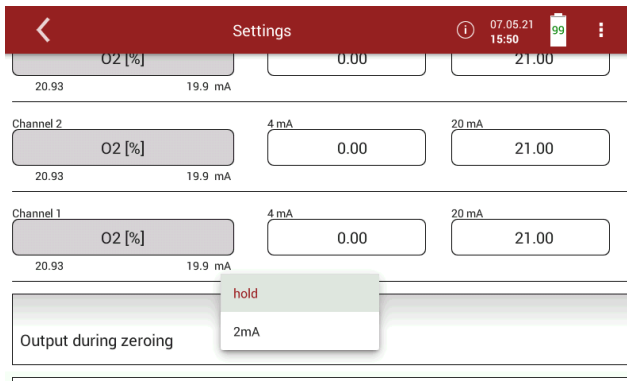 Settings
07.05.21
15:50
99
O2 [%] 0.00 21.00
20.93 19.9 mA
Channel 2 4 mA 20 mA
O2 [%] 0.00 21.00
20.93 19.9 mA
Channel 1 4 mA 20 mA
O2 [%] 0.00 21.00
20.93 19.9 mA
hold
2mA
Output during zeroing